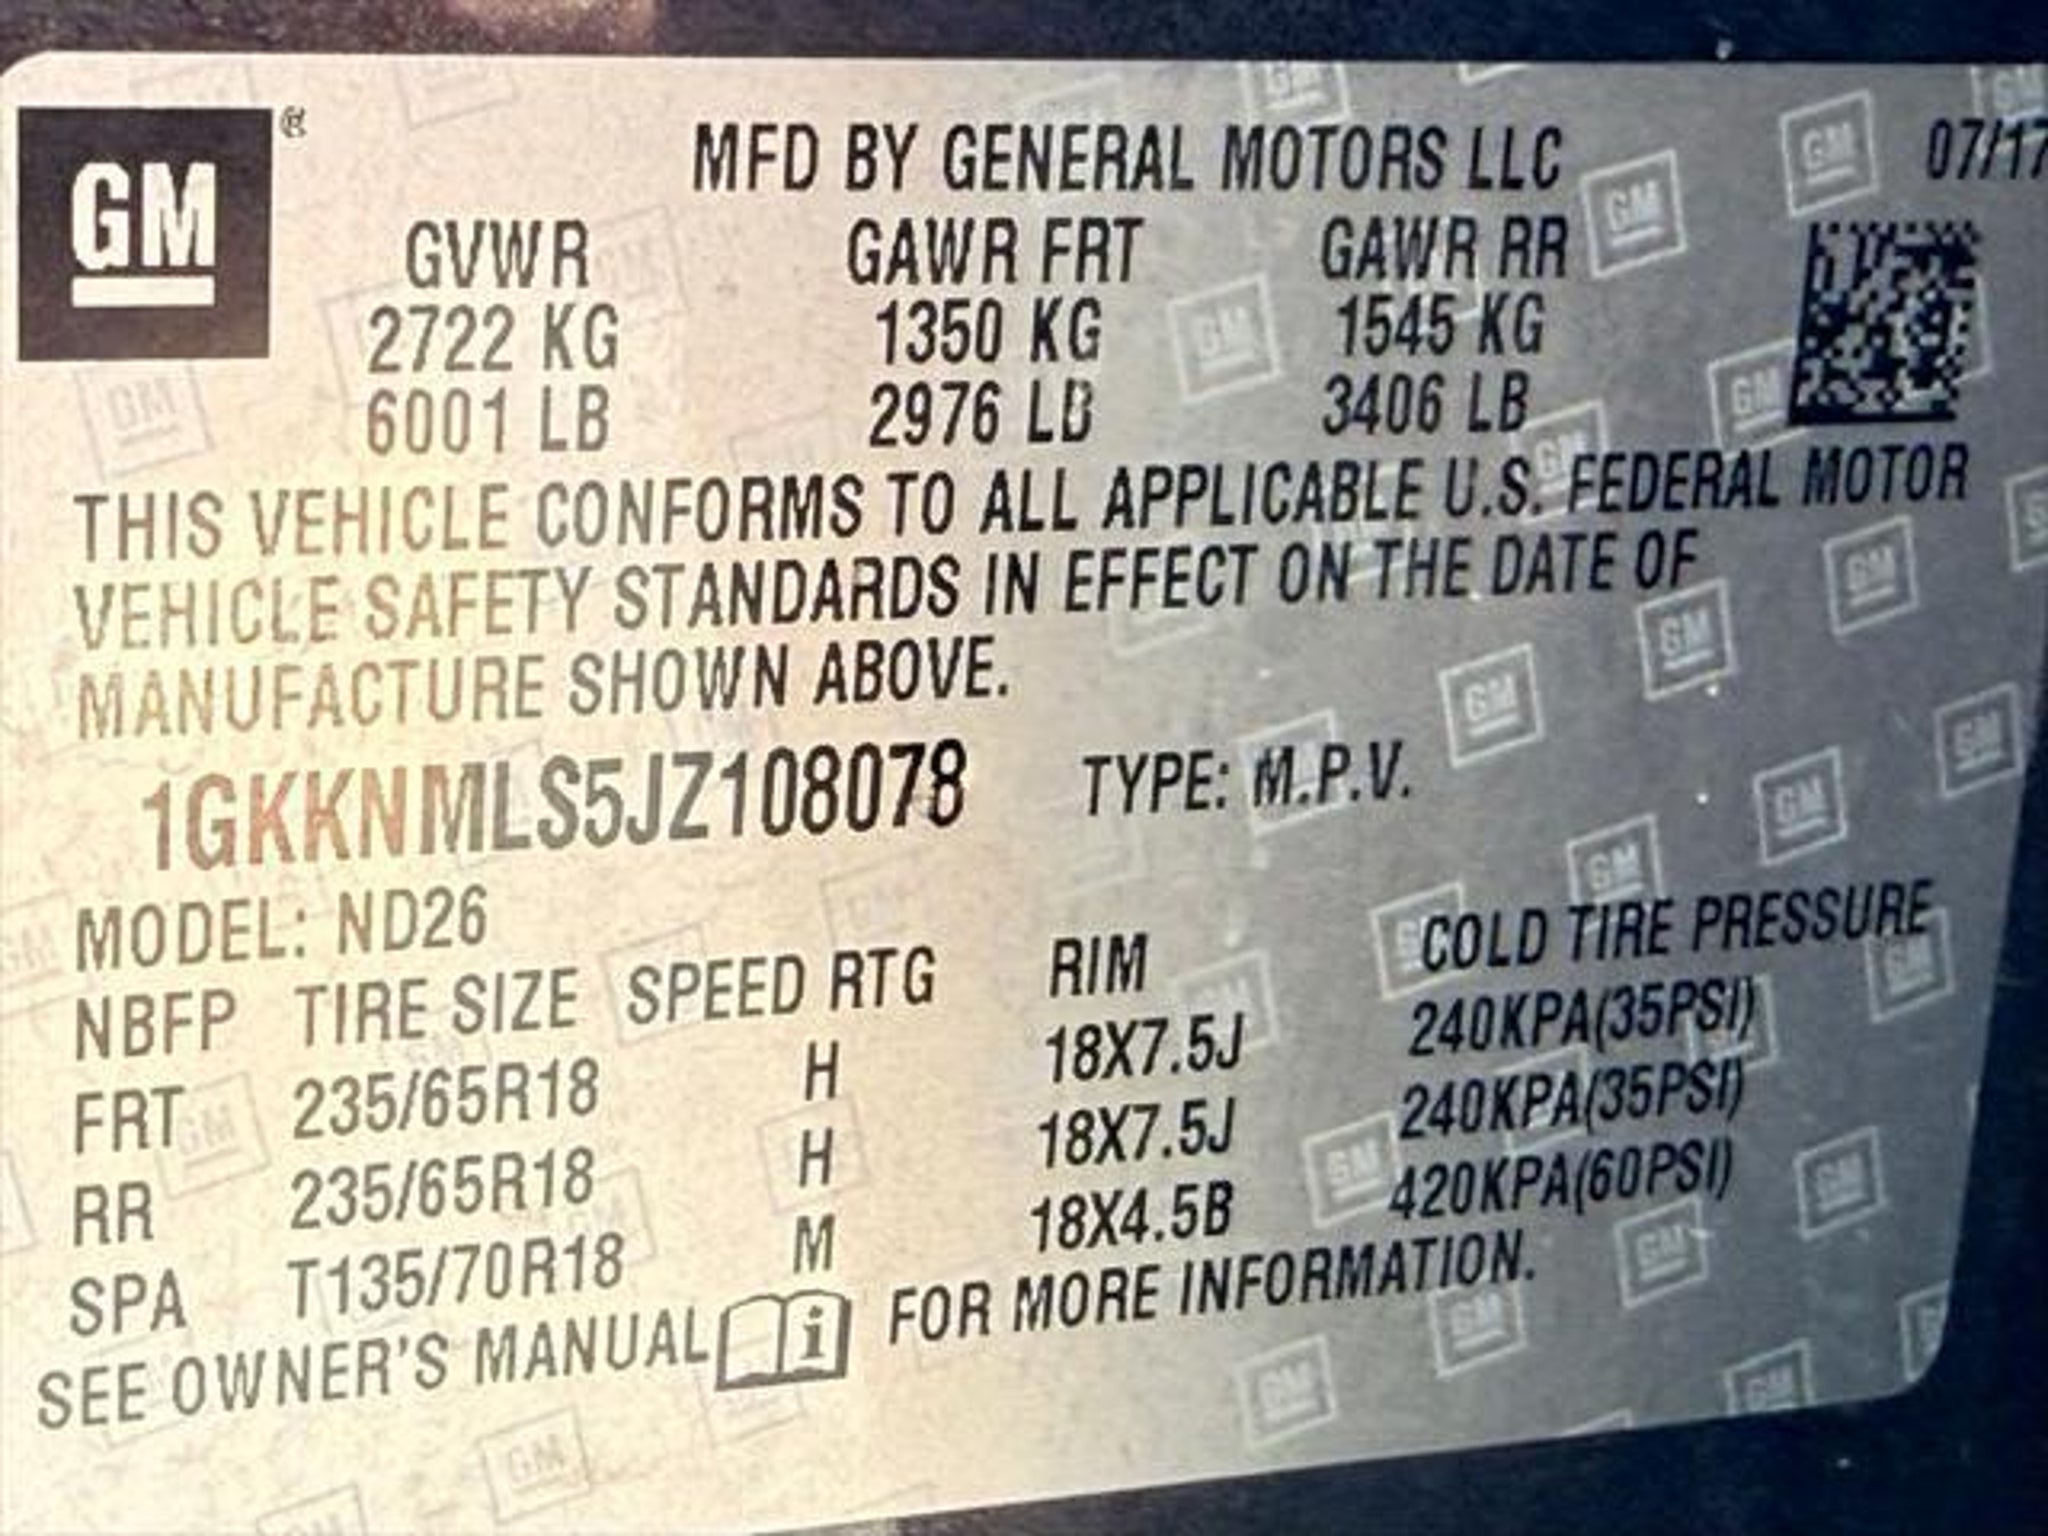 GM ®
MFD BY GENERAL MOTORS LLC 07/17
GVWR GAWR FRT GAWR RR
2722 KG 1350 KG 1545 KG
6001 LB 2976 LB 3406 LB
THIS VEHICLE CONFORMS TO ALL APPLICABLE U.S. FEDERAL MOTOR
VEHICLE SAFETY STANDARDS IN EFFECT ON THE DATE OF
MANUFACTURE SHOWN ABOVE.
1GKKNMLS5JZ108078 TYPE: M.P.V.
MODEL: ND26
NBFP TIRE SIZE SPEED RTG RIM COLD TIRE PRESSURE
FRT 235/65R18 H 18X7.5J 240KPA(35PSI)
RR 235/65R18 H 18X7.5J 240KPA(35PSI)
SPA T135/70R18 M 18X4.5B 420KPA(60PSI)
SEE OWNER'S MANUAL i FOR MORE INFORMATION.